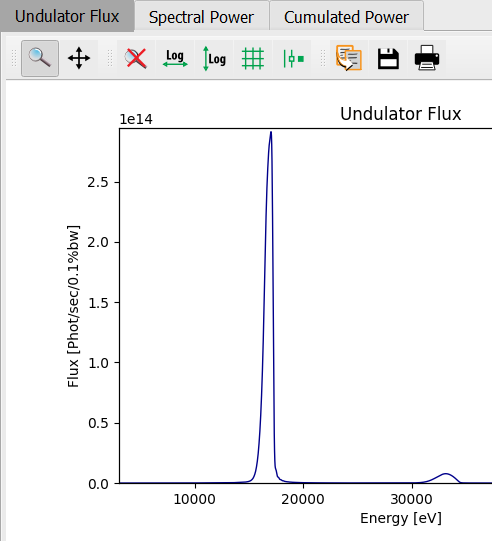 Undulator Flux
Spectral Power
Cumulated Power
Log
Log
Undulator Flux
1e14
2.5
2.0
1.5
1.0
0.5
0.0
Flux [Phot/sec/0.1%bw]
10000
20000
30000
Energy [eV]